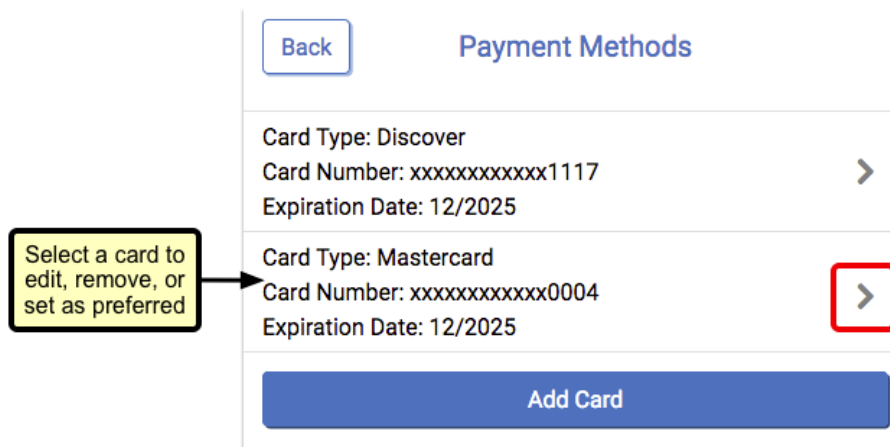 Back
Payment Methods
Card Type: Discover
Card Number: xxxxxxxxxxxx1117
Expiration Date: 12/2025
Select a card to
edit, remove, or
set as preferred
Card Type: Mastercard
Card Number: xxxxxxxxxxxx0004
Expiration Date: 12/2025
Add Card